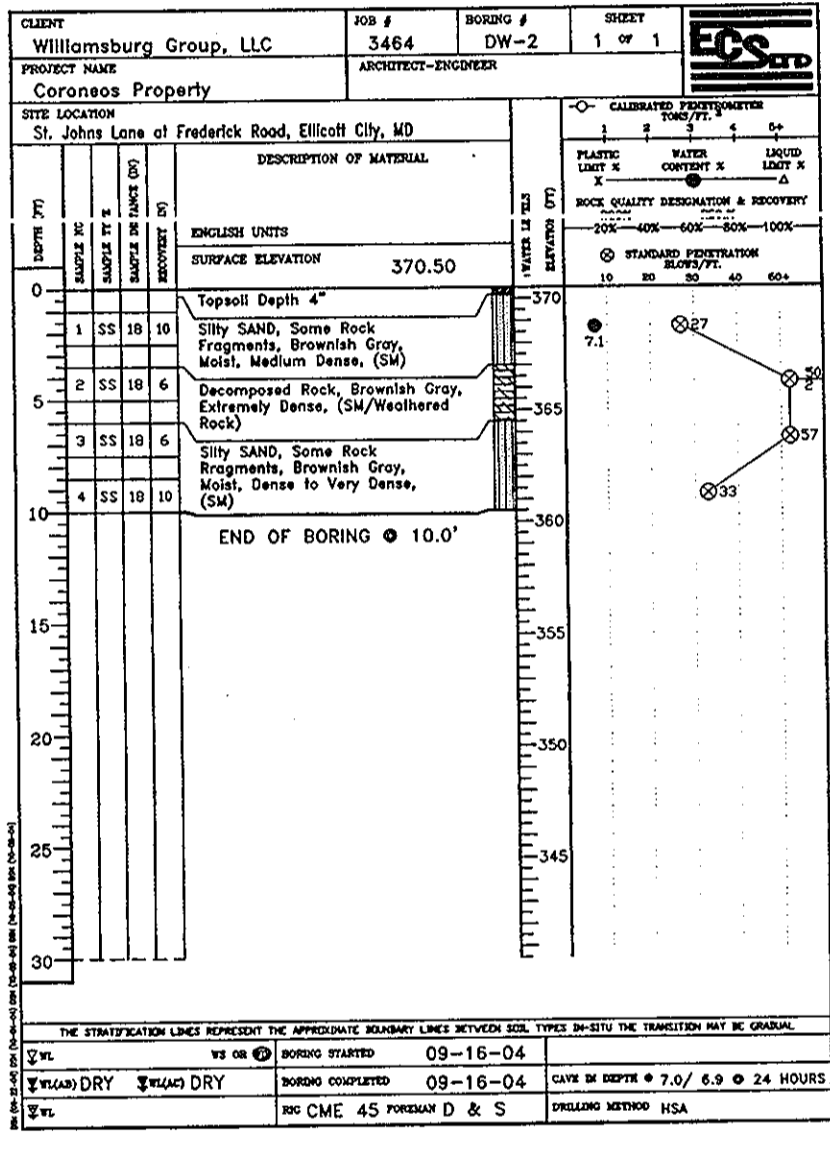 CLIENT
Williamsburg Group, LLC
JOB #
3464
BORING #
DW-2
SHEET
1 OF 1
ECS LTD
PROJECT NAME
Coroneos Property
ARCHITECT-ENGINEER
SITE LOCATION
St. Johns Lane at Frederick Road, Ellicott City, MD
CALIBRATED PENETROMETER
TONS/FT.²
1 2 3 4 5+
PLASTIC LIMIT % WATER CONTENT % LIQUID LIMIT %
X Δ
ROCK QUALITY DESIGNATION & RECOVERY
20% 40% 60% 80% 100%
STANDARD PENETRATION
BLOWS/FT.
10 20 30 40 60+
DEPTH (FT)
SAMPLE
SAMPLE
SAMPLE
RECOVERY
DESCRIPTION OF MATERIAL
ENGLISH UNITS
SURFACE ELEVATION 370.50
WATER
ELEVATION (FT)
0
Topsoil Depth 4"
370
1 SS 18 10
Silty SAND, Some Rock
Fragments, Brownish Gray,
Moist, Medium Dense, (SM)
7.1
27
2 SS 18 6
Decomposed Rock, Brownish Gray,
Extremely Dense, (SM/Weathered
Rock)
5
365
3 SS 18 6
Silty SAND, Some Rock
Rragments, Brownish Gray,
Moist, Dense to Very Dense,
(SM)
57
4 SS 18 10
33
10
360
END OF BORING @ 10.0'
15
355
20
350
25
345
30
THE STRATIFICATION LINES REPRESENT THE APPROXIMATE BOUNDARY LINES BETWEEN SOIL TYPES IN-SITU THE TRANSITION MAY BE GRADUAL
WL WS OR
BORING STARTED 09-16-04
WL(AB) DRY WL(AC) DRY
BORING COMPLETED 09-16-04
CAVE IN DEPTH @ 7.0/ 6.9 @ 24 HOURS
WL
RIG CME 45 FOREMAN D & S
DRILLING METHOD HSA